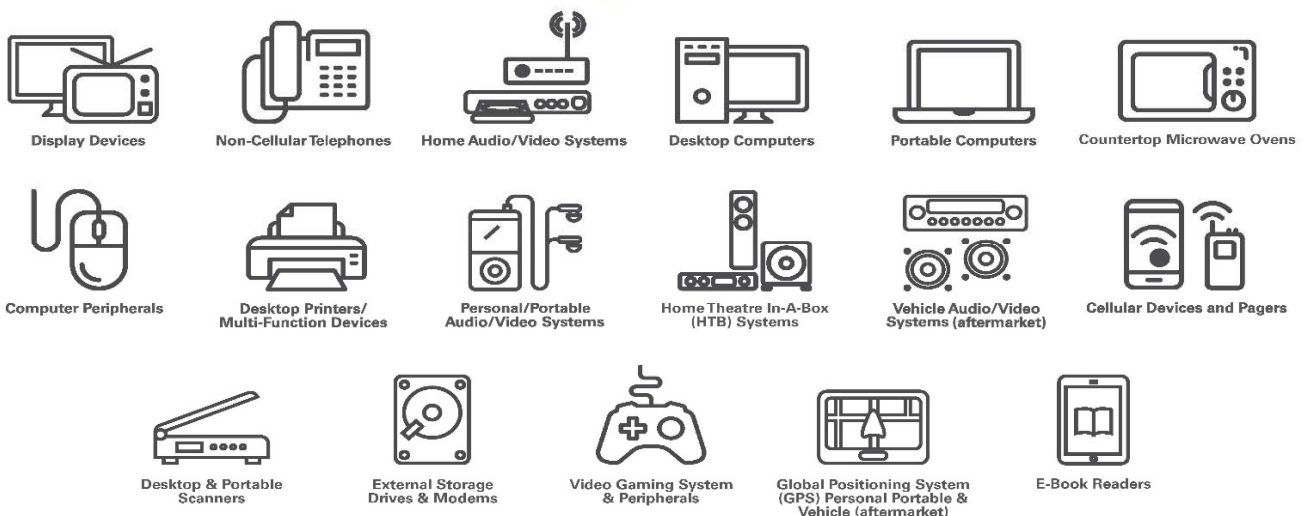 Display Devices
Non-Cellular Telephones
Home Audio/Video Systems
Desktop Computers
Portable Computers
Countertop Microwave Ovens
Computer Peripherals
Desktop Printers/
Multi-Function Devices
Personal/Portable
Audio/Video Systems
Home Theatre In-A-Box
(HTB) Systems
Vehicle Audio/Video
Systems (aftermarket)
Cellular Devices and Pagers
Desktop & Portable
Scanners
External Storage
Drives & Modems
Video Gaming System
& Peripherals
Global Positioning System
(GPS) Personal Portable &
Vehicle (aftermarket)
E-Book Readers